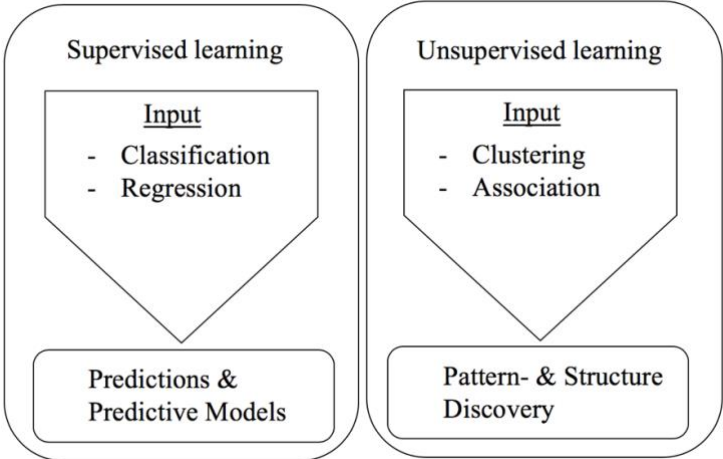 Supervised learning
Input
- Classification
- Regression
Predictions &
Predictive Models
Unsupervised learning
Input
- Clustering
- Association
Pattern- & Structure
Discovery